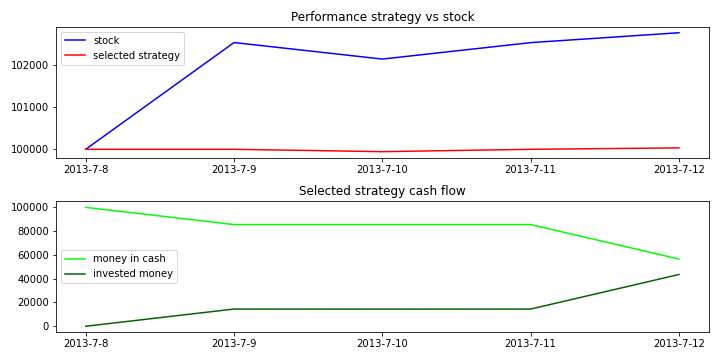 Performance strategy vs stock
stock
selected strategy
102000
101000
100000
2013-7-8 2013-7-9 2013-7-10 2013-7-11 2013-7-12
Selected strategy cash flow
100000
80000
60000
40000
20000
0
money in cash
invested money
2013-7-8 2013-7-9 2013-7-10 2013-7-11 2013-7-12